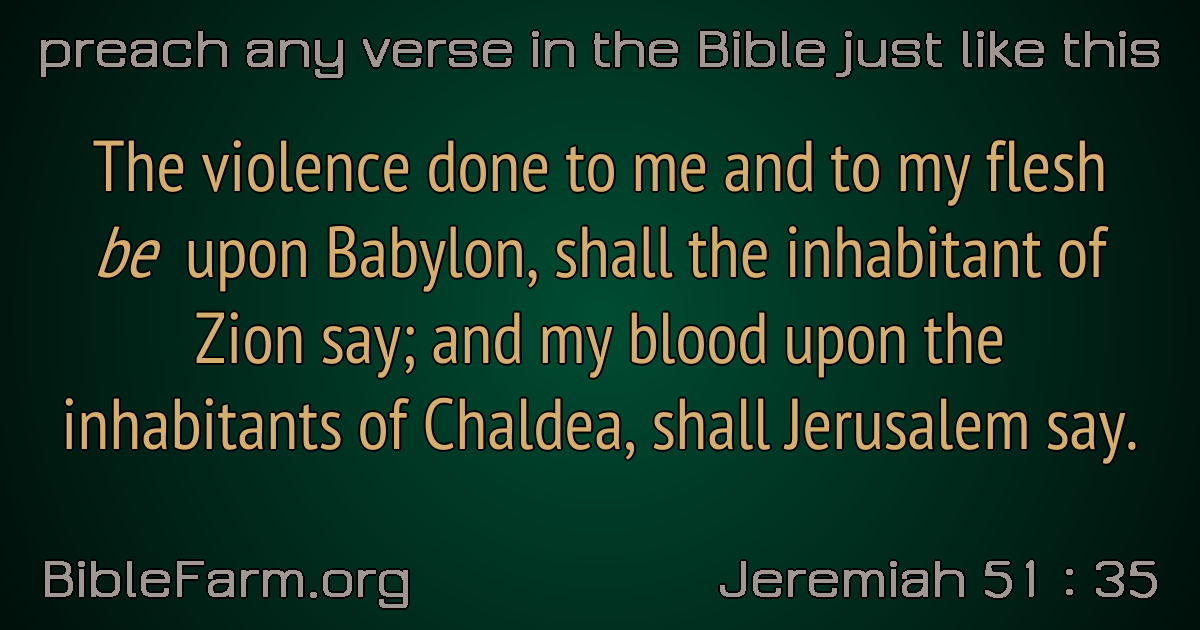 preach any verse in the Bible just like this
The violence done to me and to my flesh
be upon Babylon, shall the inhabitant of
Zion say; and my blood upon the
inhabitants of Chaldea, shall Jerusalem say.
BibleFarm.org
Jeremiah 51 : 35